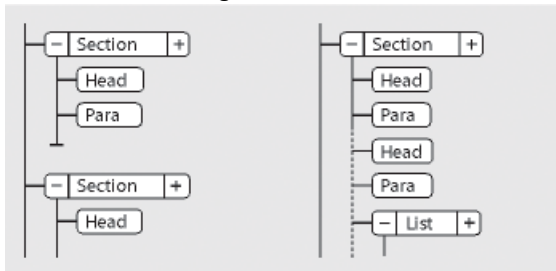 − Section +
Head
Para
− Section +
Head
− Section +
Head
Para
Head
Para
− List +